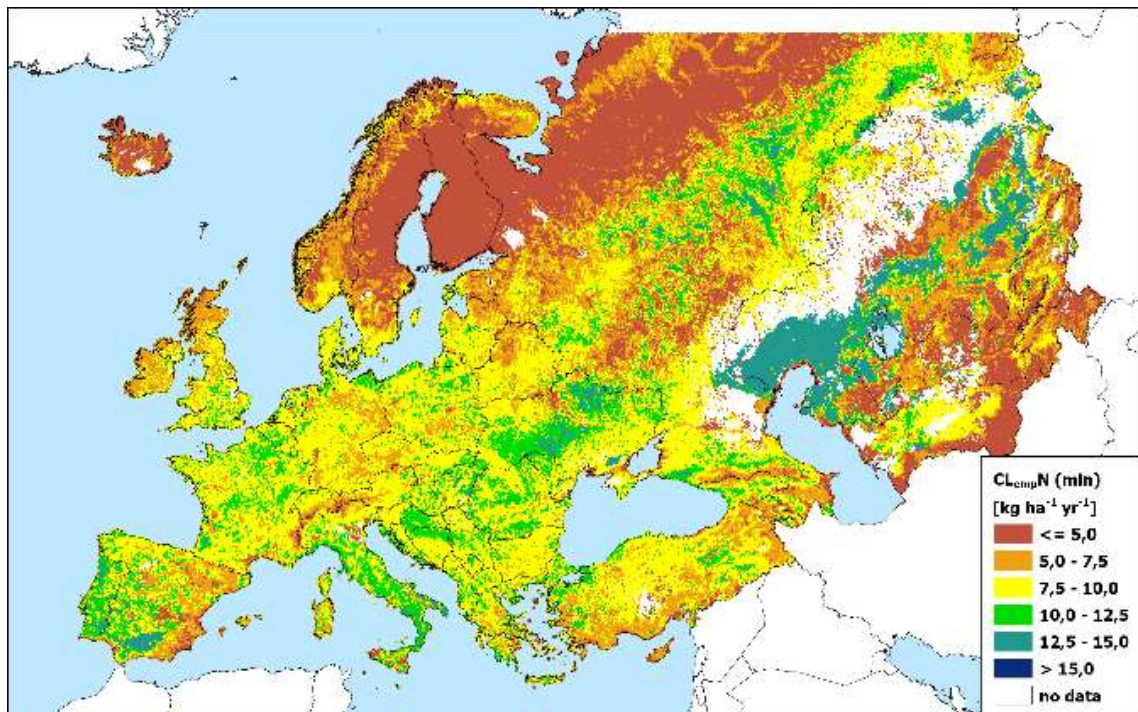 CLempN (min)
[kg ha-1 yr-1]
<= 5,0
5,0 - 7,5
7,5 - 10,0
10,0 - 12,5
12,5 - 15,0
> 15,0
no data